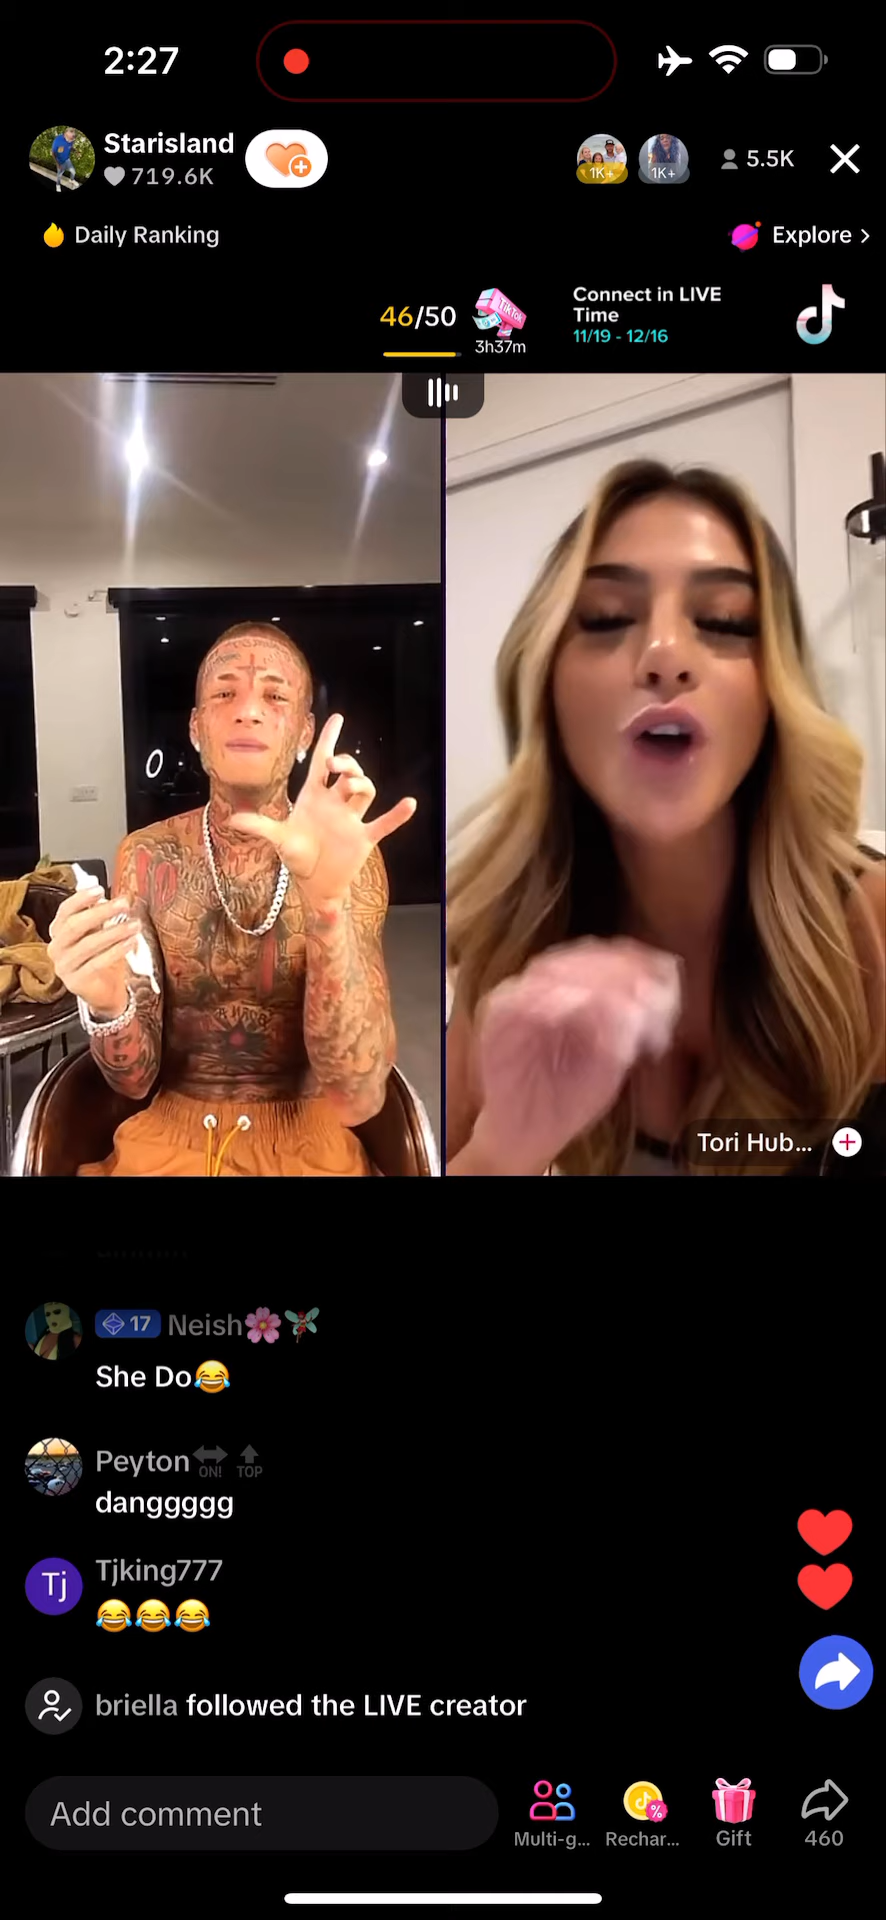 2:27
Starisland
719.6K
1K+
1K+
5.5K
Daily Ranking
Explore >
46/50
TikTok
3h37m
Connect in LIVE
Time
11/19 - 12/16
Tori Hub...
17 Neish🌸🧚
She Do😂
Peyton ON! TOP
danggggg
Tj
Tjking777
😂😂😂
briella followed the LIVE creator
Add comment
Multi-g...
Rechar...
Gift
460